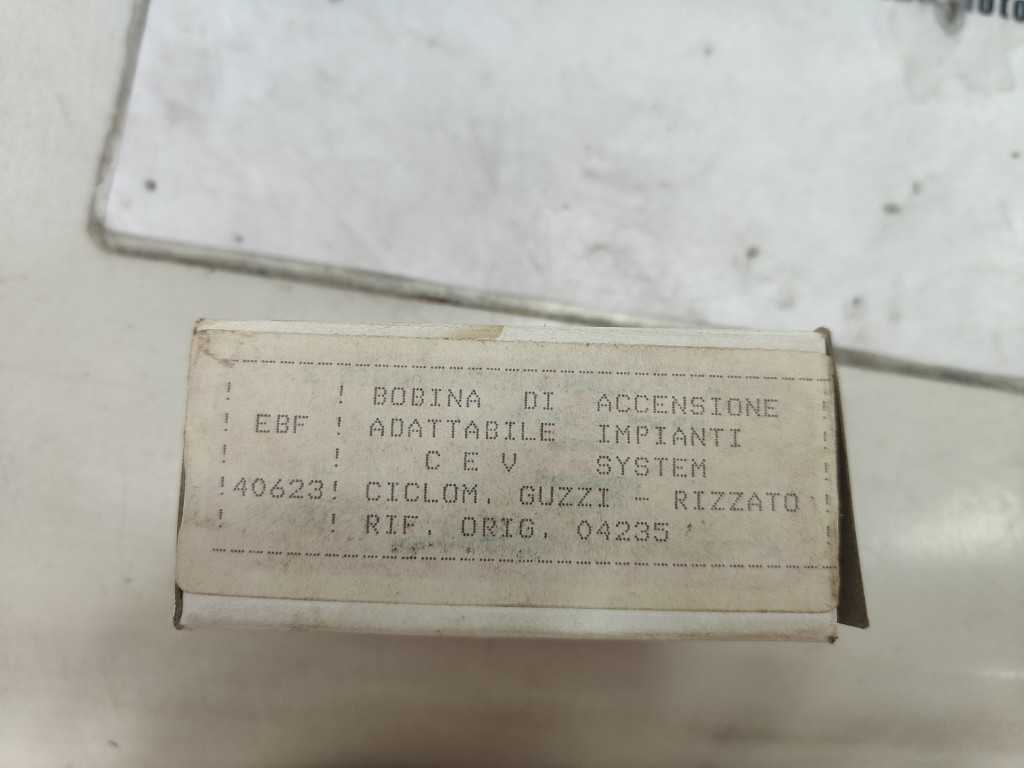 BOBINA DI ACCENSIONE
EBF ADATTABILE IMPIANTI
C E V SYSTEM
40623 CICLOM. GUZZI - RIZZATO
RIF. ORIG. 04235